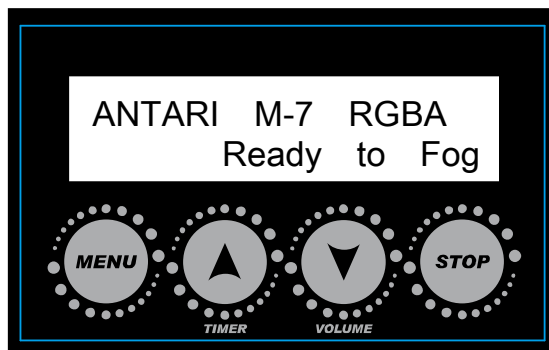 ANTARI M-7 RGBA
Ready to Fog
MENU
STOP
TIMER
VOLUME